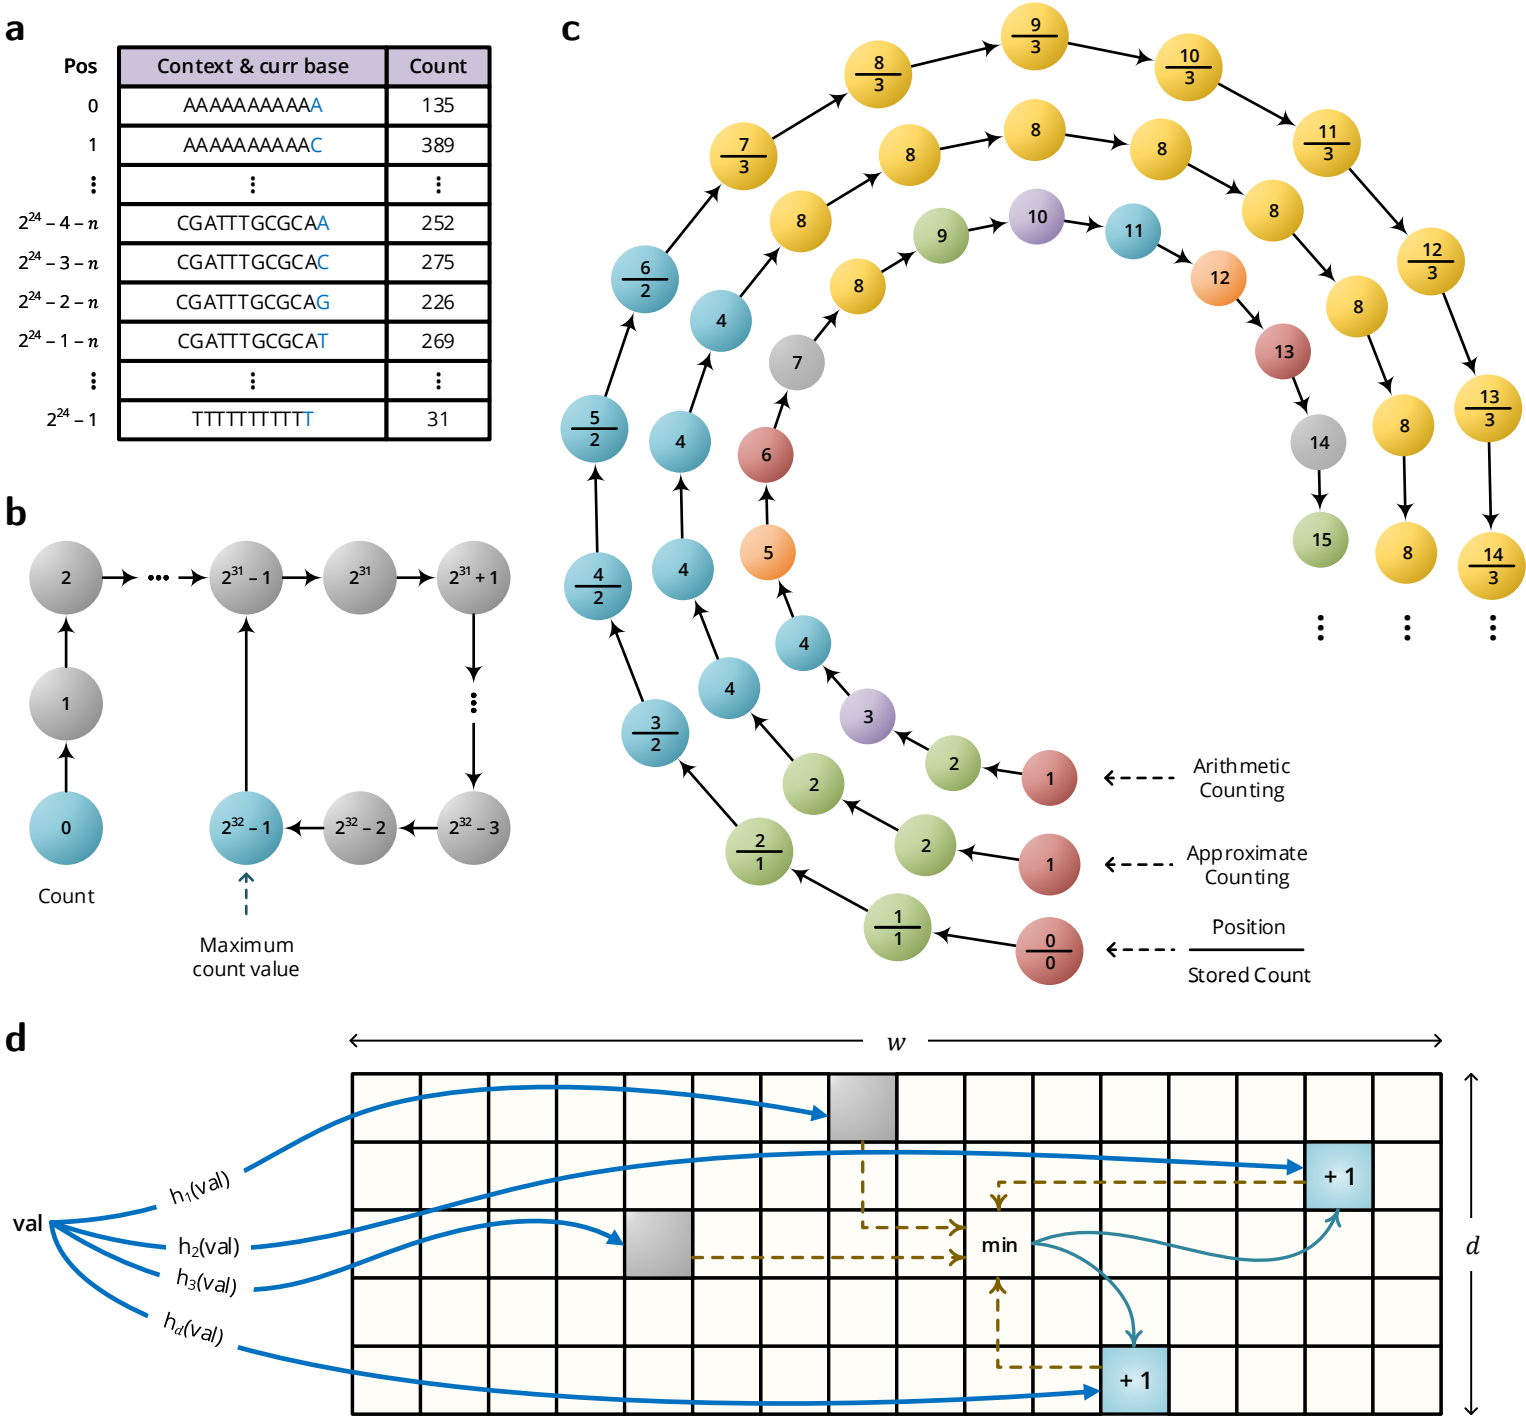 a
Pos Context & curr base Count
0 AAAAAAAAAAA 135
1 AAAAAAAAAAC 389
⋮ ⋮ ⋮
2²⁴ – 4 – n CGATTTGCGCAA 252
2²⁴ – 3 – n CGATTTGCGCAC 275
2²⁴ – 2 – n CGATTTGCGCAG 226
2²⁴ – 1 – n CGATTTGCGCAT 269
⋮ ⋮ ⋮
2²⁴ – 1 TTTTTTTTTTT 31
b
2 ••• 2³¹ – 1 2³¹ 2³¹ + 1
1 ⋮
0 2³² – 1 2³² – 2 2³² – 3
Count
Maximum
count value
c
1 2 3 4 5 6 7 8 9 10 11 12 13 14 15 ⋮
Arithmetic
Counting
1 2 2 4 4 4 4 8 8 8 8 8 8 8 8 ⋮
Approximate
Counting
0/0 1/1 2/1 3/2 4/2 5/2 6/2 7/3 8/3 9/3 10/3 11/3 12/3 13/3 14/3 ⋮
Position
Stored Count
d
w
d
val
h₁(val)
h₂(val)
h₃(val)
h_d(val)
+ 1
min
+ 1